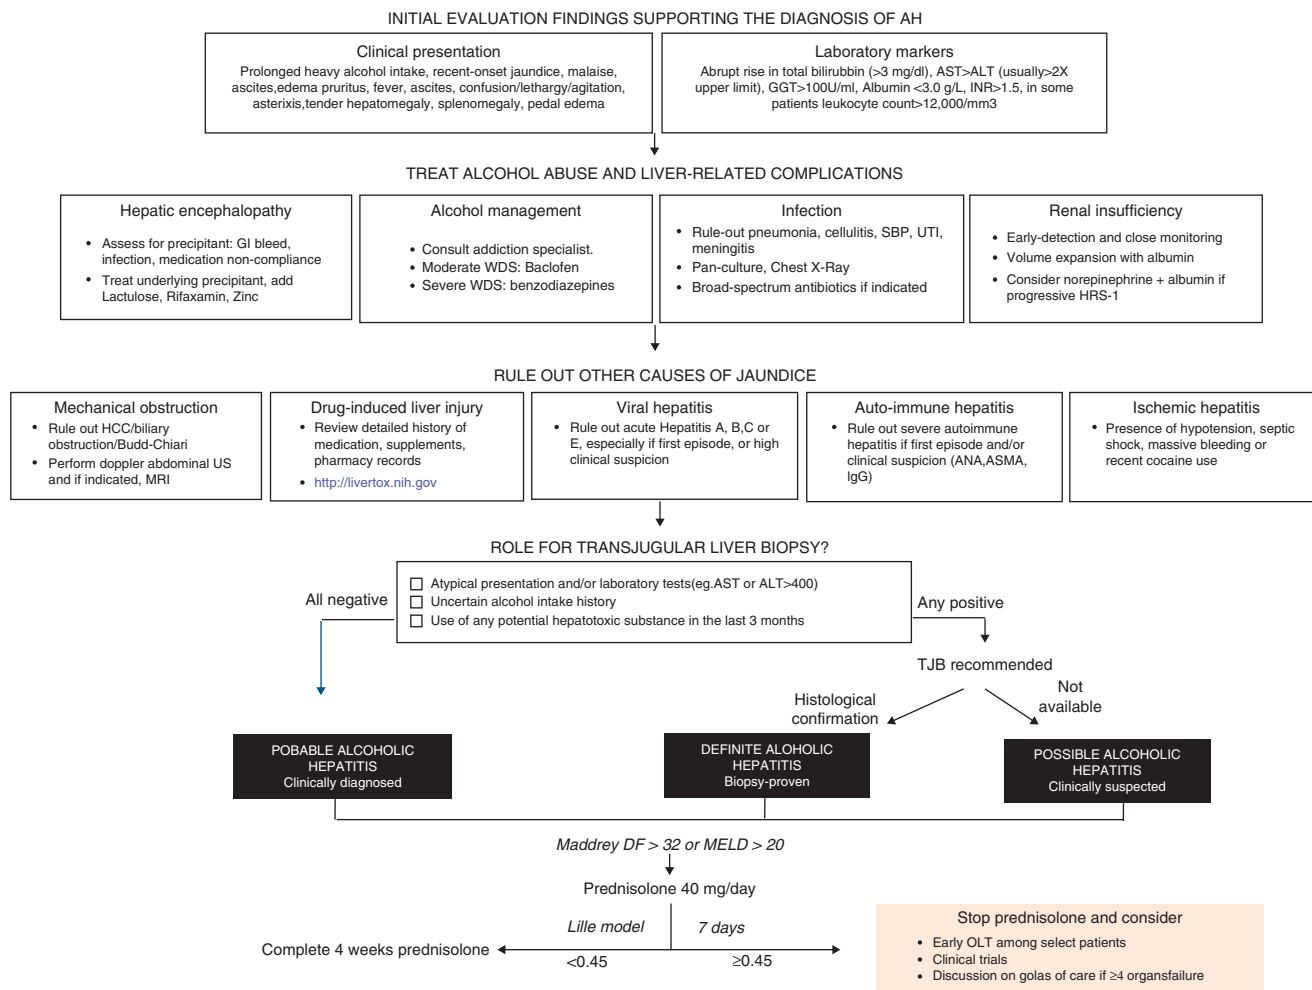 INITIAL EVALUATION FINDINGS SUPPORTING THE DIAGNOSIS OF AH
Clinical presentation
Prolonged heavy alcohol intake, recent-onset jaundice, malaise,
ascites,edema pruritus, fever, ascites, confusion/lethargy/agitation,
asterixis,tender hepatomegaly, splenomegaly, pedal edema
Laboratory markers
Abrupt rise in total bilirubbin (>3 mg/dl), AST>ALT (usually>2X
upper limit), GGT>100U/ml, Albumin <3.0 g/L, INR>1.5, in some
patients leukocyte count>12,000/mm3
TREAT ALCOHOL ABUSE AND LIVER-RELATED COMPLICATIONS
Hepatic encephalopathy
• Assess for precipitant: GI bleed,
infection, medication non-compliance
• Treat underlying precipitant, add
Lactulose, Rifaxamin, Zinc
Alcohol management
• Consult addiction specialist.
• Moderate WDS: Baclofen
• Severe WDS: benzodiazepines
Infection
• Rule-out pneumonia, cellulitis, SBP, UTI,
meningitis
• Pan-culture, Chest X-Ray
• Broad-spectrum antibiotics if indicated
Renal insufficiency
• Early-detection and close monitoring
• Volume expansion with albumin
• Consider norepinephrine + albumin if
progressive HRS-1
RULE OUT OTHER CAUSES OF JAUNDICE
Mechanical obstruction
• Rule out HCC/biliary
obstruction/Budd-Chiari
• Perform doppler abdominal US
and if indicated, MRI
Drug-induced liver injury
• Review detailed history of
medication, supplements,
pharmacy records
• http://livertox.nih.gov
Viral hepatitis
• Rule out acute Hepatitis A, B,C or
E, especially if first episode, or high
clinical suspicion
Auto-immune hepatitis
• Rule out severe autoimmune
hepatitis if first episode and/or
clinical suspicion (ANA,ASMA,
IgG)
Ischemic hepatitis
• Presence of hypotension, septic
shock, massive bleeding or
recent cocaine use
ROLE FOR TRANSJUGULAR LIVER BIOPSY?
Atypical presentation and/or laboratory tests(eg.AST or ALT>400)
Uncertain alcohol intake history
Use of any potential hepatotoxic substance in the last 3 months
All negative
Any positive
TJB recommended
Histological
confirmation
Not
available
POBABLE ALCOHOLIC
HEPATITIS
Clinically diagnosed
DEFINITE ALOHOLIC
HEPATITIS
Biopsy-proven
POSSIBLE ALCOHOLIC
HEPATITIS
Clinically suspected
Maddrey DF > 32 or MELD > 20
Prednisolone 40 mg/day
Lille model 7 days
Complete 4 weeks prednisolone
<0.45 ≥0.45
Stop prednisolone and consider
• Early OLT among select patients
• Clinical trials
• Discussion on golas of care if ≥4 organsfailure